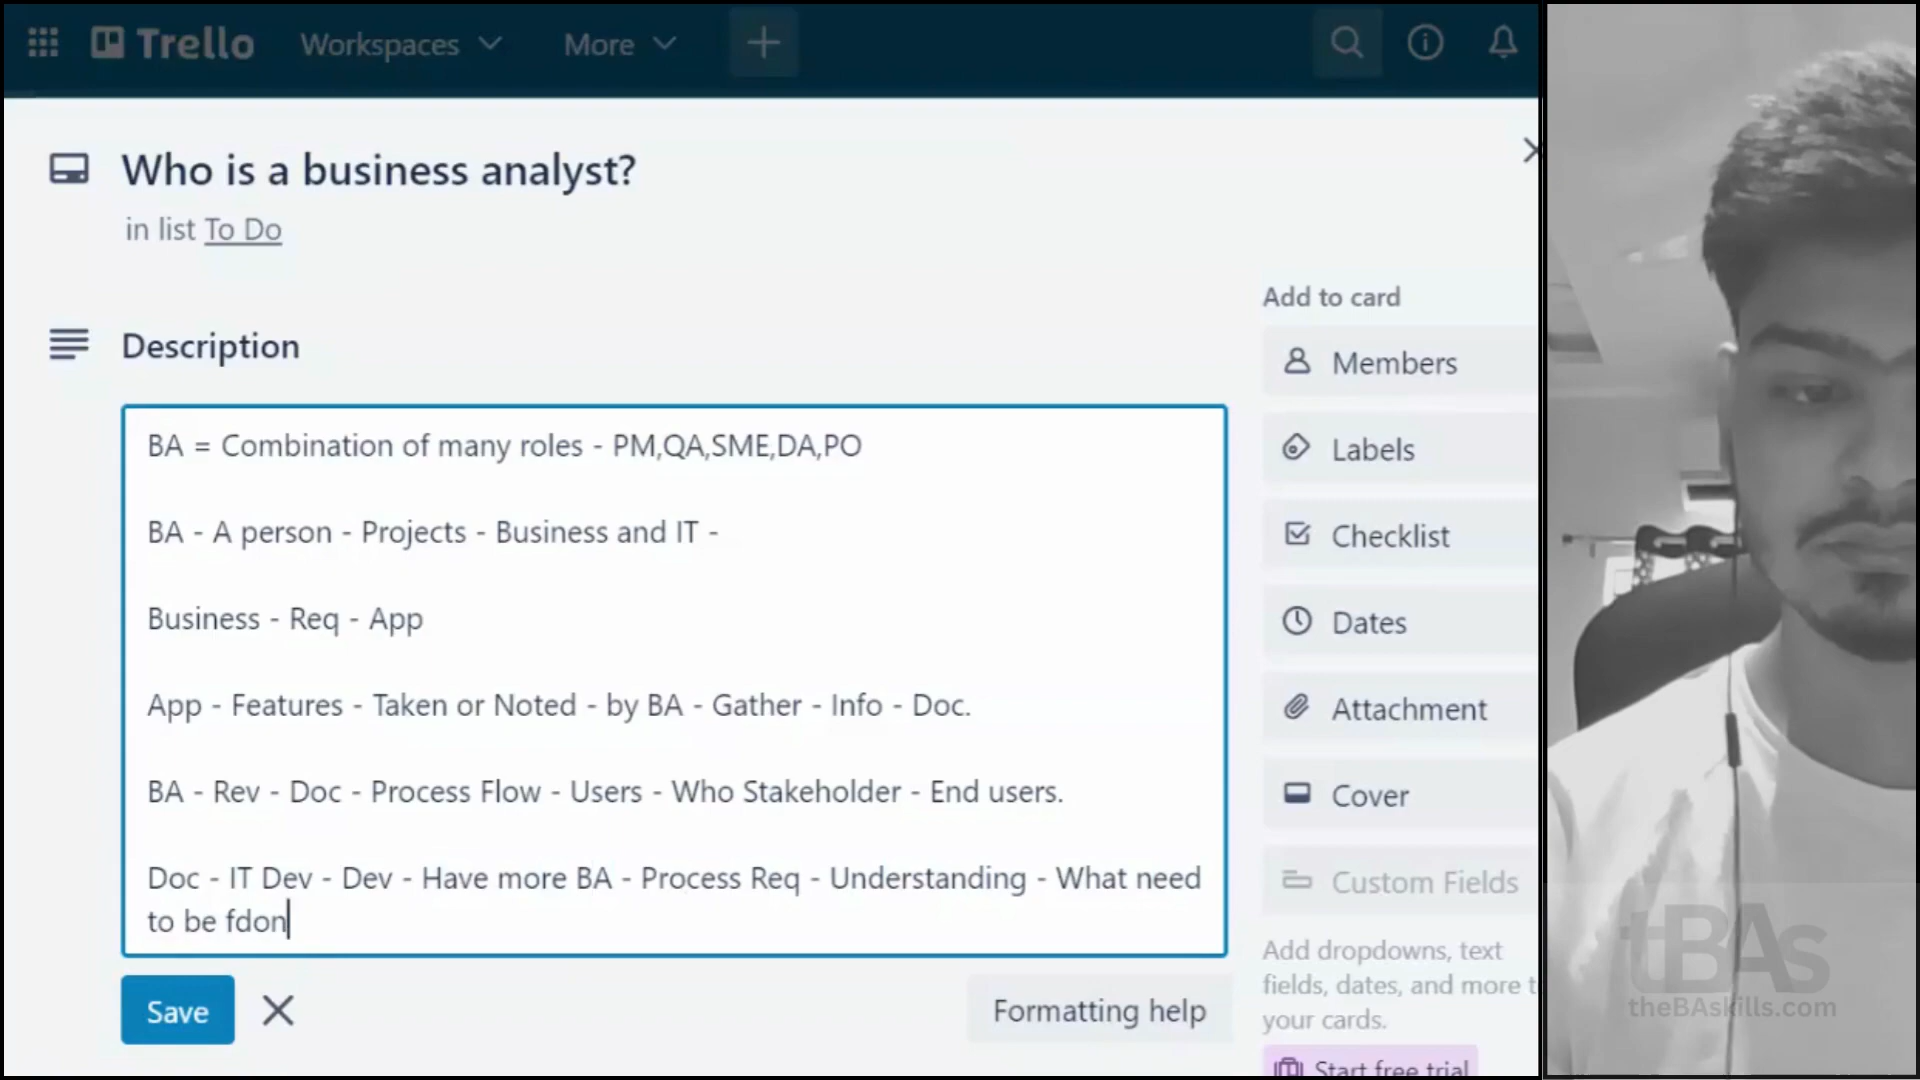 Trello Workspaces More
Who is a business analyst?
in list To Do
Description
BA = Combination of many roles - PM,QA,SME,DA,PO
BA - A person - Projects - Business and IT -
Business - Req - App
App - Features - Taken or Noted - by BA - Gather - Info - Doc.
BA - Rev - Doc - Process Flow - Users - Who Stakeholder - End users.
Doc - IT Dev - Dev - Have more BA - Process Req - Understanding - What need
to be fdon
Save
Formatting help
Add to card
Members
Labels
Checklist
Dates
Attachment
Cover
Custom Fields
Add dropdowns, text
fields, dates, and more t
your cards.
Start free trial
tBAs
theBAskills.com